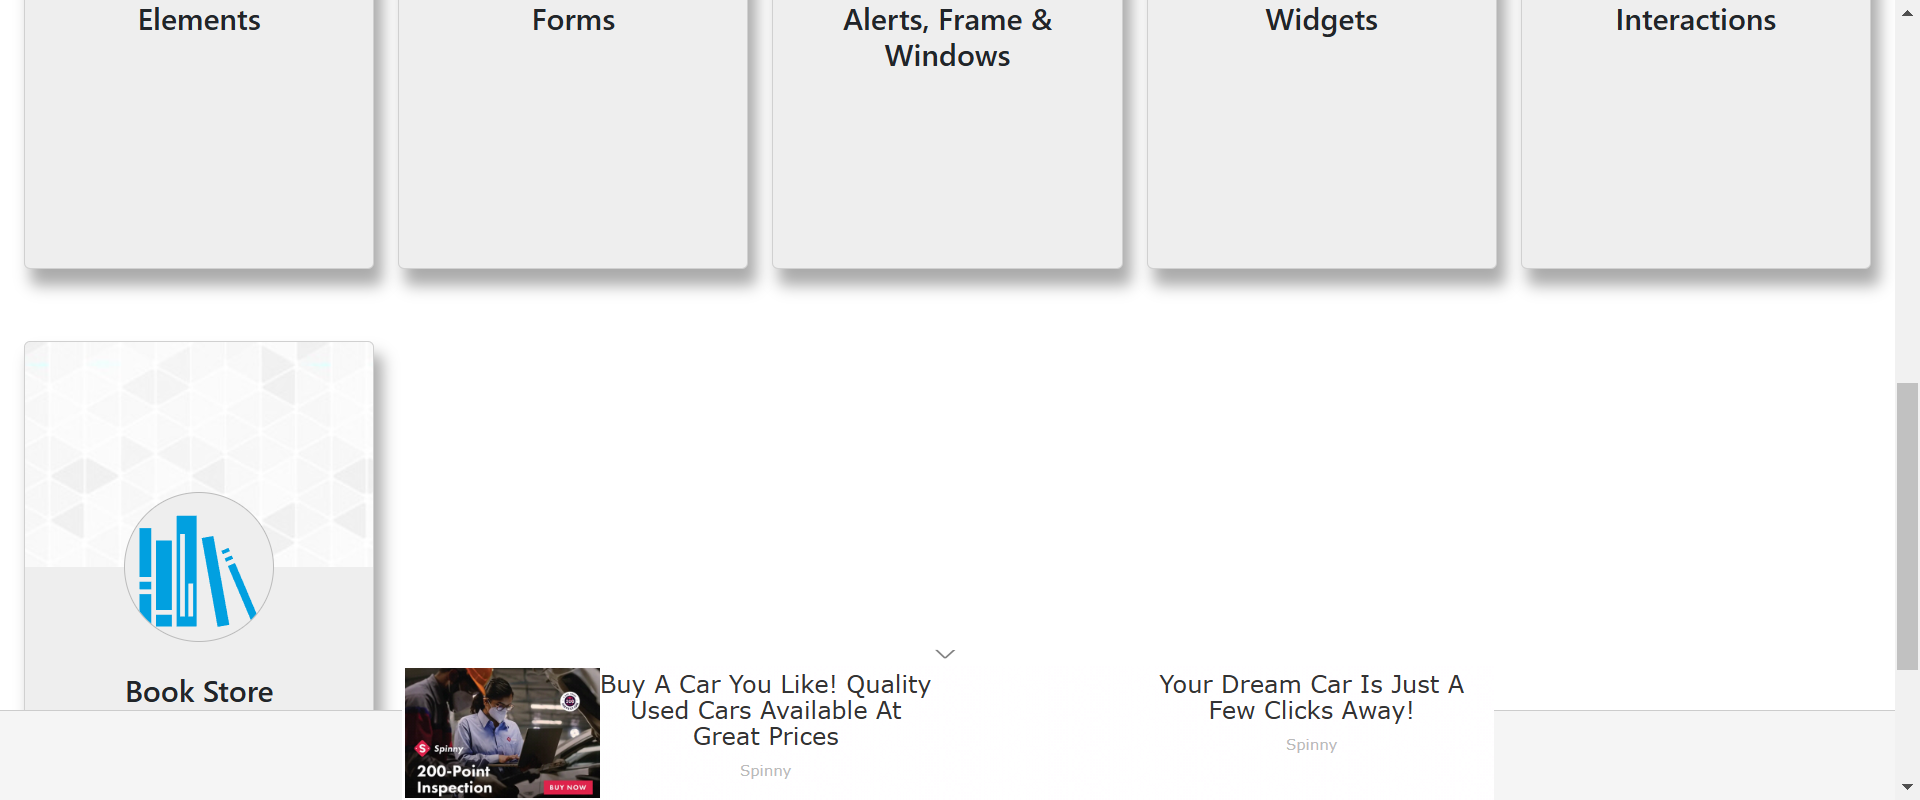 Elements
Forms
Alerts, Frame &
Windows
Widgets
Interactions
Book Store
Spinny
200-Point
Inspection
BUY NOW
Buy A Car You Like! Quality
Used Cars Available At
Great Prices
Spinny
Your Dream Car Is Just A
Few Clicks Away!
Spinny